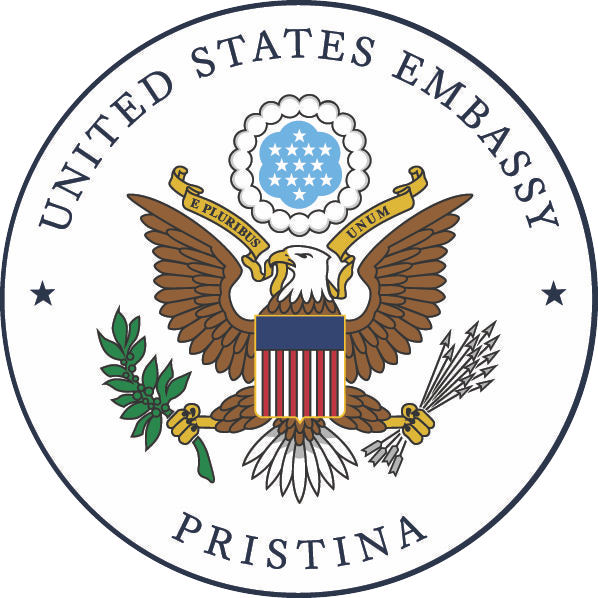 UNITED STATES EMBASSY
E PLURIBUS UNUM
PRISTINA